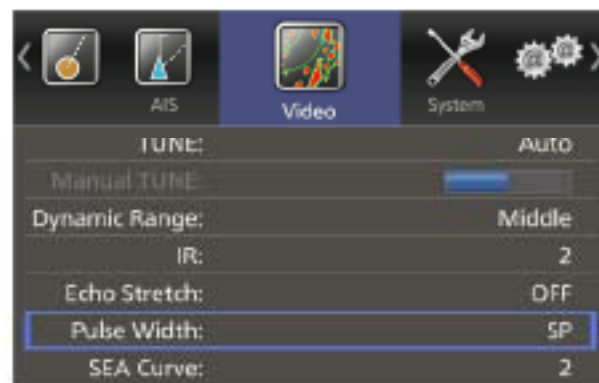 AIS
Video
System
TUNE: Auto
Manual TUNE:
Dynamic Range: Middle
IR: 2
Echo Stretch: OFF
Pulse Width: SP
SEA Curve: 2